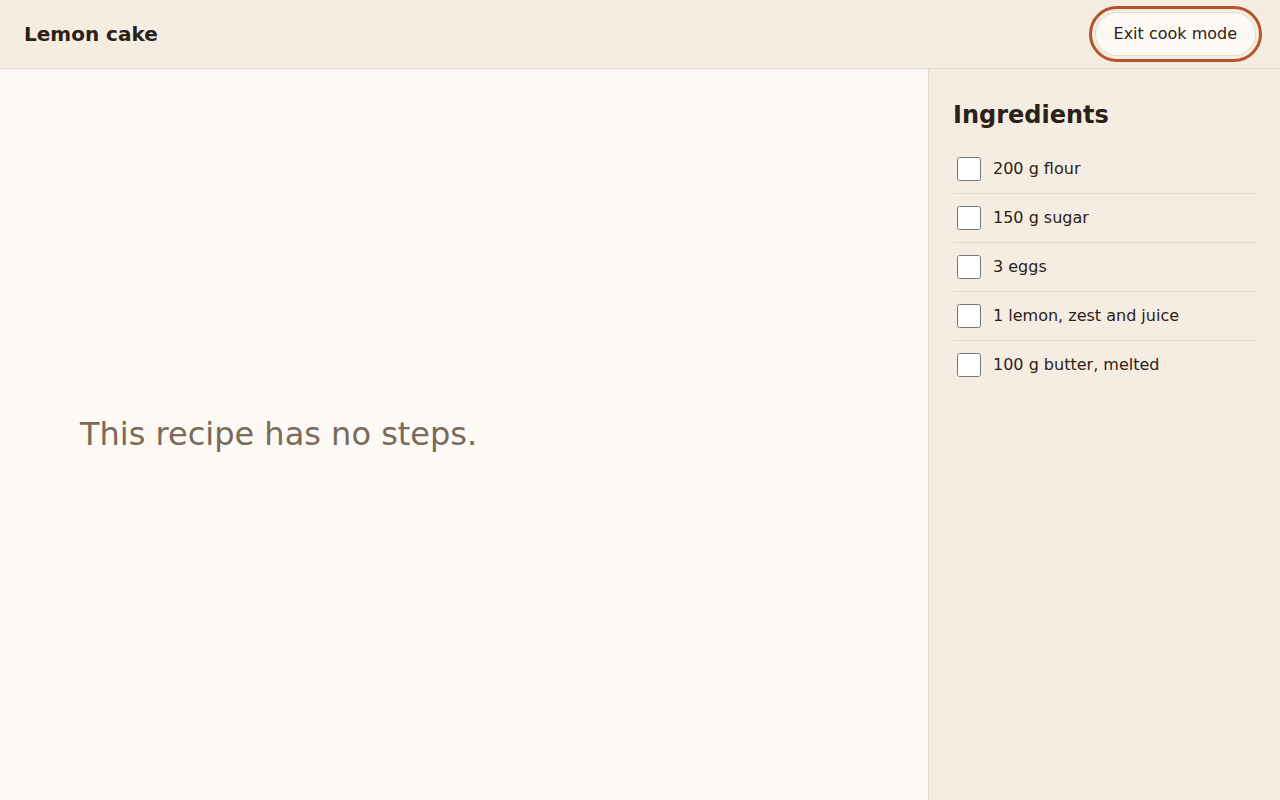 Lemon cake
Exit cook mode
This recipe has no steps.
Ingredients
200 g flour
150 g sugar
3 eggs
1 lemon, zest and juice
100 g butter, melted